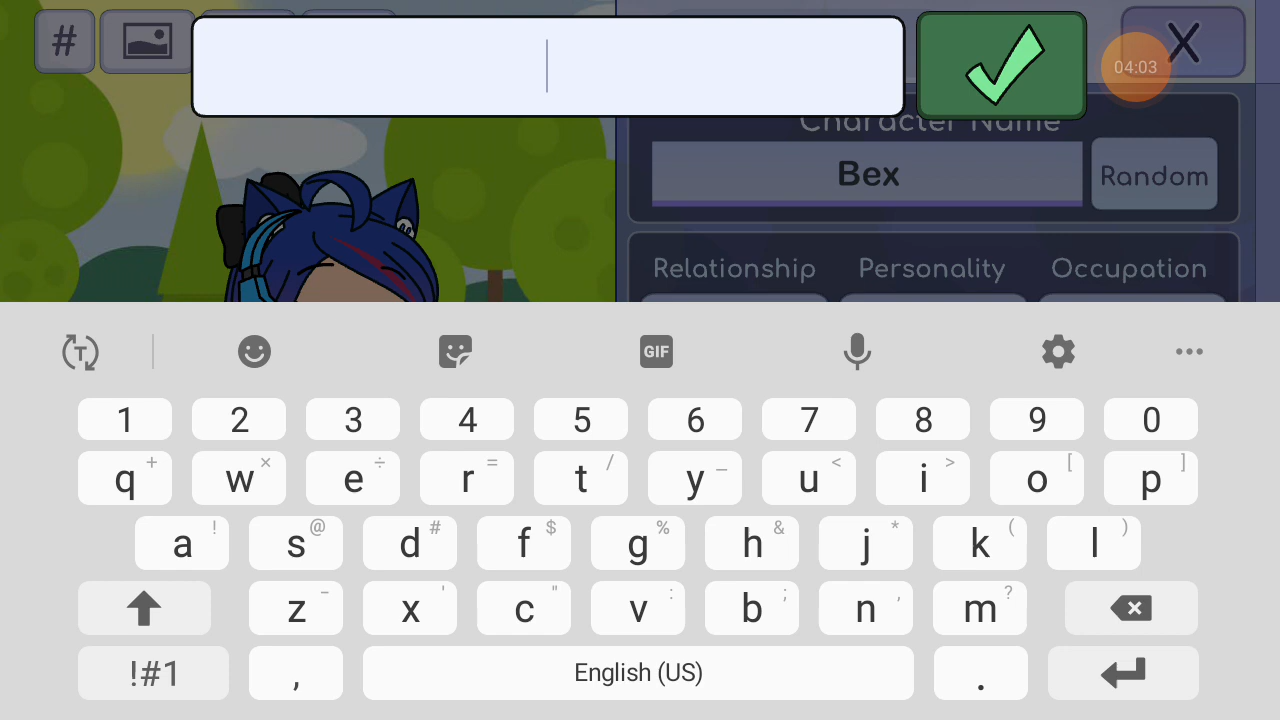 #
X
04:03
Character Name
Bex
Random
Relationship Personality Occupation
T GIF
1 2 3 4 5 6 7 8 9 0
q + w × e ÷ r = t / y _ u < i > o [ p ]
a ! s @ d # f $ g % h & j * k ( l )
z - x ' c " v : b ; n , m ?
!#1 , English (US) .